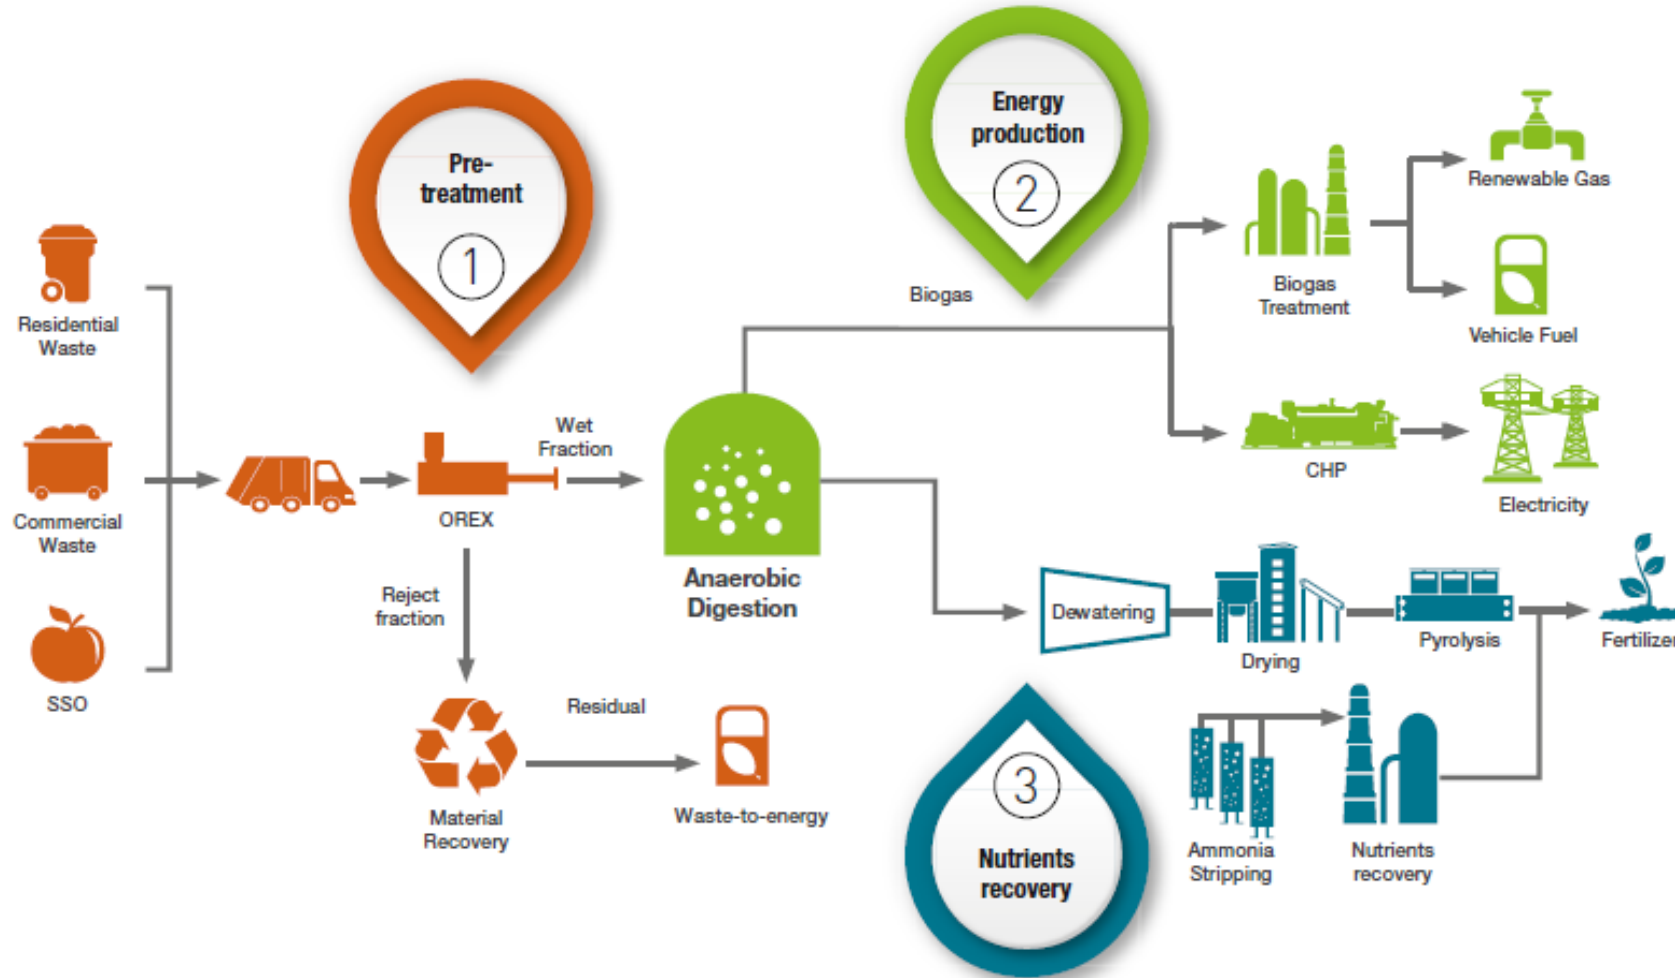 Pre-
treatment
1
Energy
production
2
Renewable Gas
Biogas
Biogas
Treatment
Vehicle Fuel
Residential
Waste
Wet
Fraction
CHP
Electricity
Commercial
Waste
OREX
Anaerobic
Digestion
Reject
fraction
Dewatering
Drying
Pyrolysis
Fertilizer
SSO
Residual
Material
Recovery
Waste-to-energy
3
Nutrients
recovery
Ammonia
Stripping
Nutrients
recovery